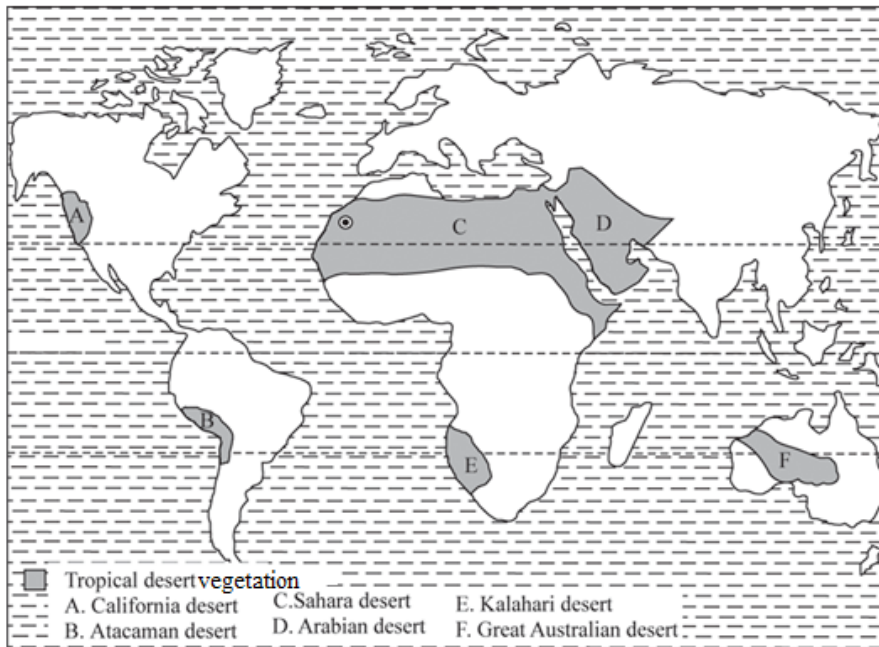 A
C
D
B
E
F
Tropical desert vegetation
A. California desert
B. Atacaman desert
C.Sahara desert
D. Arabian desert
E. Kalahari desert
F. Great Australian desert